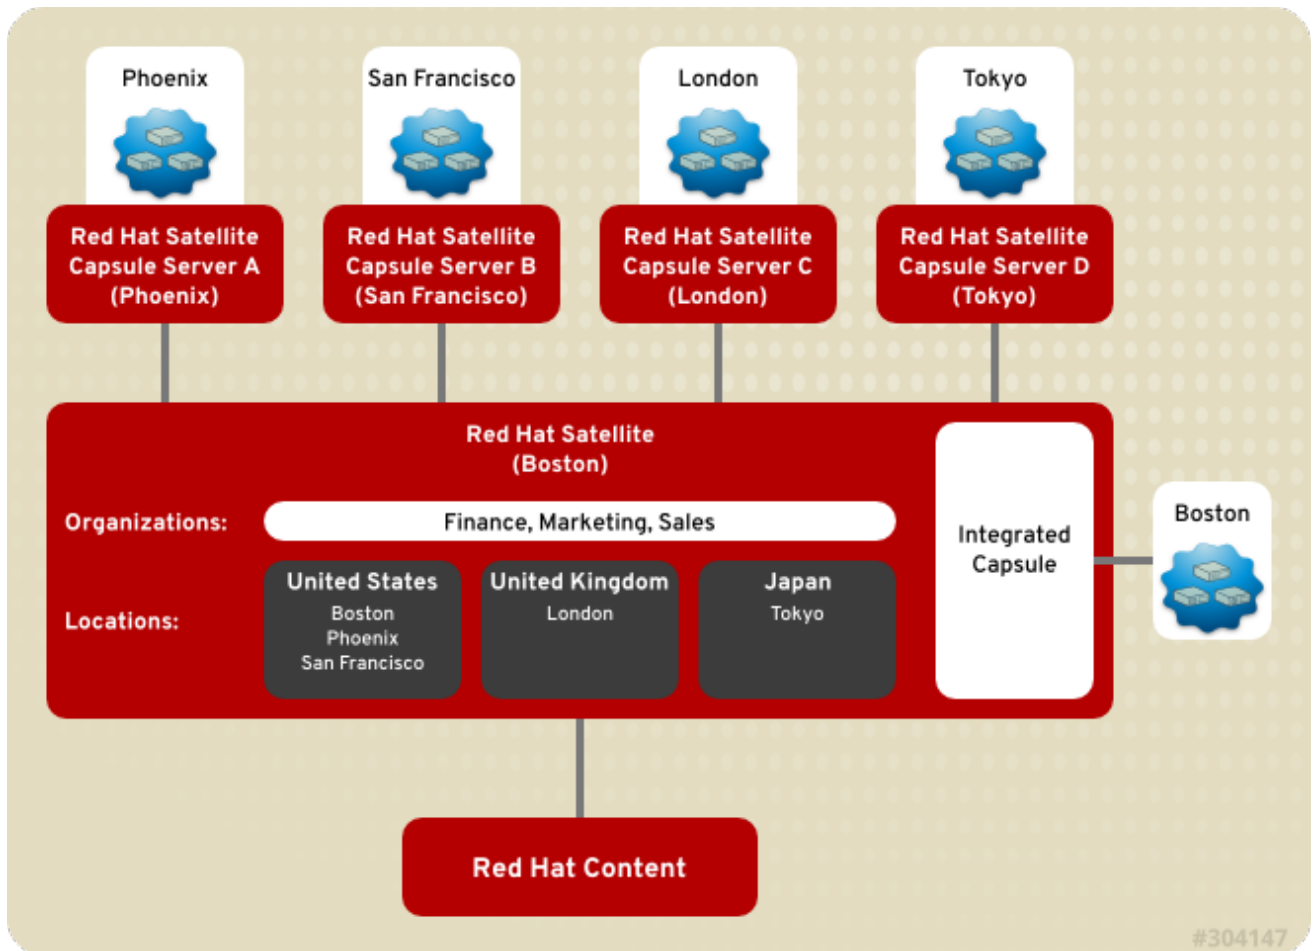 Phoenix
San Francisco
London
Tokyo
Red Hat Satellite
Capsule Server A
(Phoenix)
Red Hat Satellite
Capsule Server B
(San Francisco)
Red Hat Satellite
Capsule Server C
(London)
Red Hat Satellite
Capsule Server D
(Tokyo)
Red Hat Satellite
(Boston)
Organizations:
Finance, Marketing, Sales
Locations:
United States
Boston
Phoenix
San Francisco
United Kingdom
London
Japan
Tokyo
Integrated
Capsule
Boston
Red Hat Content
#304147